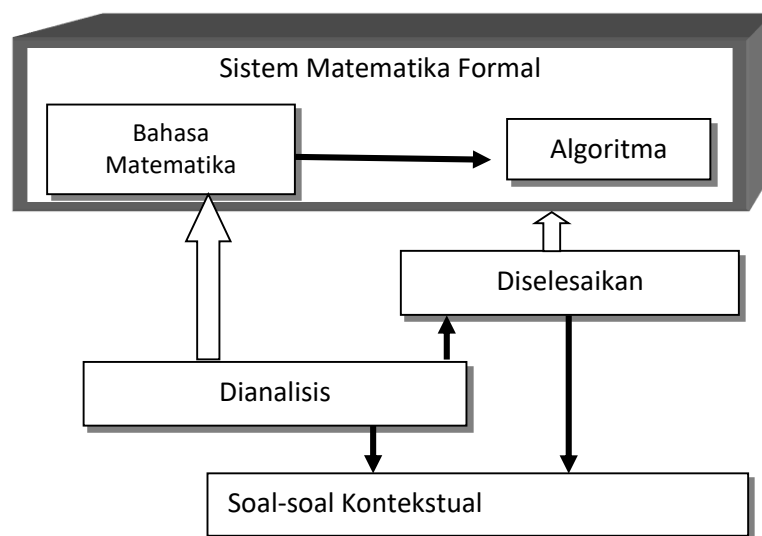 Sistem Matematika Formal
Bahasa
Matematika
Algoritma
Diselesaikan
Dianalisis
Soal-soal Kontekstual